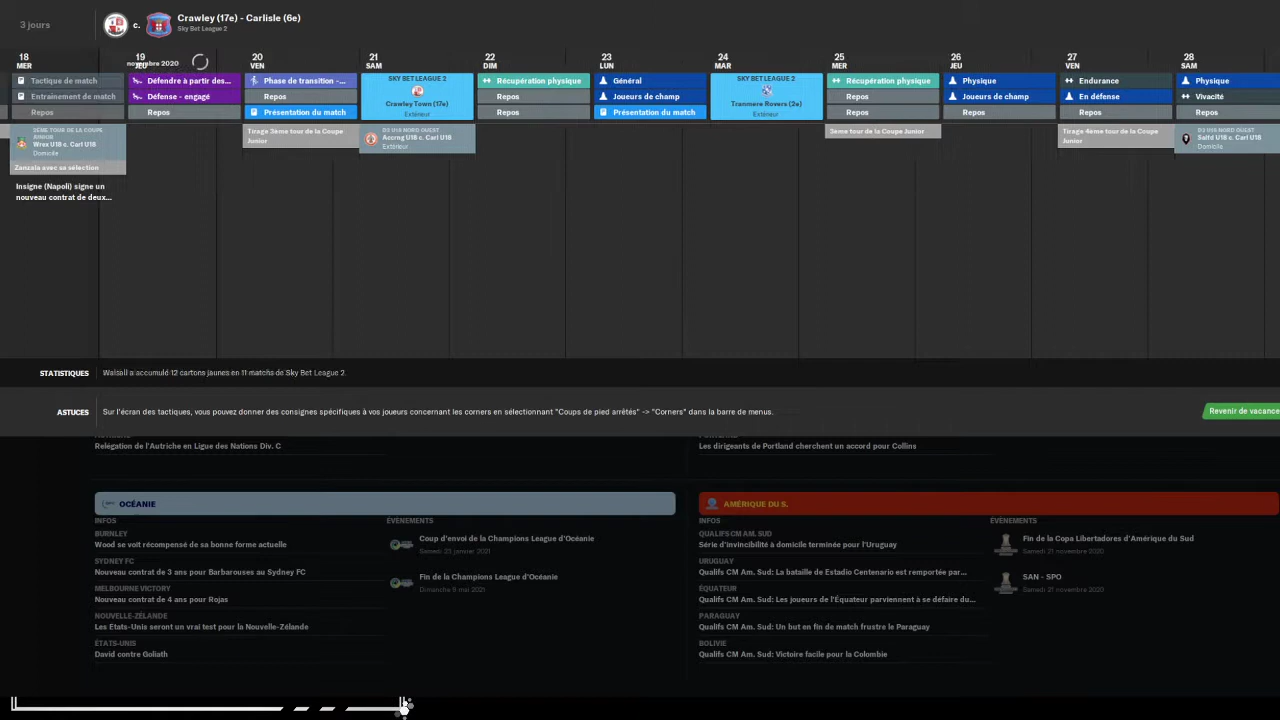 3 jours
c.
Crawley (17e) - Carlisle (6e)
Sky Bet League 2
novembre 2020
18
MER
19
JEU
20
VEN
21
SAM
22
DIM
23
LUN
24
MAR
25
MER
26
JEU
27
VEN
28
SAM
Tactique de match
Entrainement de match
Repos
Défendre à partir des...
Défense - engagé
Repos
Phase de transition -...
Repos
Présentation du match
SKY BET LEAGUE 2
Crawley Town (17e)
Extérieur
Récupération physique
Repos
Repos
Général
Joueurs de champ
Présentation du match
SKY BET LEAGUE 2
Tranmere Rovers (2e)
Extérieur
Récupération physique
Repos
Repos
Physique
Joueurs de champ
Repos
Endurance
En défense
Repos
Physique
Vivacité
Repos
2ÈME TOUR DE LA COUPE
JUNIOR
Wrex U18 c. Carl U18
Domicile
Zanzala avec sa sélection
Insigne (Napoli) signe un
nouveau contrat de deux...
Tirage 3ème tour de la Coupe
Junior
D3 U18 NORD OUEST
Accrng U18 c. Carl U18
Extérieur
3ème tour de la Coupe Junior
Tirage 4ème tour de la Coupe
Junior
D3 U18 NORD OUEST
Salfd U18 c. Carl U18
Domicile
STATISTIQUES
Walsall a accumulé 12 cartons jaunes en 11 matchs de Sky Bet League 2.
ASTUCES
Sur l'écran des tactiques, vous pouvez donner des consignes spécifiques à vos joueurs concernant les corners en sélectionnant "Coups de pied arrêtés" -> "Corners" dans la barre de menus.
Revenir de vacance
Relégation de l'Autriche en Ligue des Nations Div. C
Les dirigeants de Portland cherchent un accord pour Collins
OCÉANIE
INFOS
BURNLEY
Wood se voit récompensé de sa bonne forme actuelle
SYDNEY FC
Nouveau contrat de 3 ans pour Barbarouses au Sydney FC
MELBOURNE VICTORY
Nouveau contrat de 4 ans pour Rojas
NOUVELLE-ZÉLANDE
Les États-Unis seront un vrai test pour la Nouvelle-Zélande
ÉTATS-UNIS
David contre Goliath
ÉVÈNEMENTS
Coup d'envoi de la Champions League d'Océanie
Samedi 23 janvier 2021
Fin de la Champions League d'Océanie
Dimanche 9 mai 2021
AMÉRIQUE DU S.
INFOS
QUALIFS CM AM. SUD
Série d'invincibilité à domicile terminée pour l'Uruguay
URUGUAY
Qualifs CM Am. Sud: La bataille de Estadio Centenario est remportée par...
ÉQUATEUR
Qualifs CM Am. Sud: Les joueurs de l'Équateur parviennent à se défaire du...
PARAGUAY
Qualifs CM Am. Sud: Un but en fin de match frustre le Paraguay
BOLIVIE
Qualifs CM Am. Sud: Victoire facile pour la Colombie
ÉVÈNEMENTS
Fin de la Copa Libertadores d'Amérique du Sud
Samedi 21 novembre 2020
SAN - SPO
Samedi 21 novembre 2020